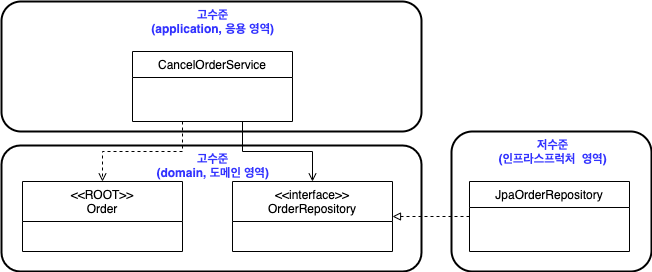 고수준
(application, 응용 영역)
CancelOrderService
고수준
(domain, 도메인 영역)
<<ROOT>>
Order
<<interface>>
OrderRepository
저수준
(인프라스프럭처 영역)
JpaOrderRepository